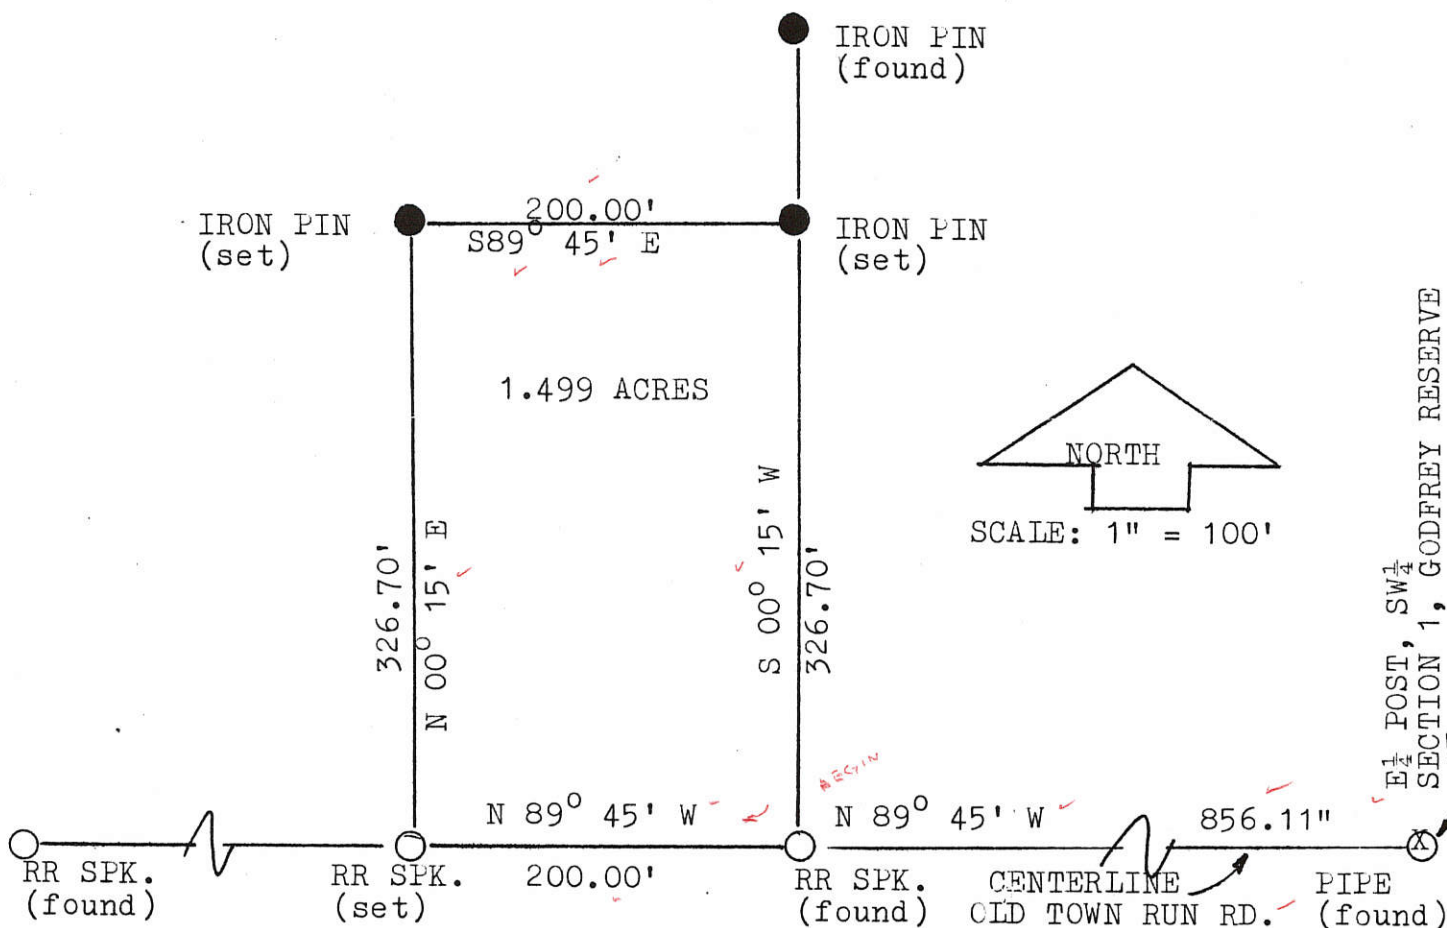 IRON PIN
(found)
200.00'
IRON PIN
(set)
S89° 45' E
IRON PIN
(set)
1.499 ACRES
NORTH
SCALE: 1" = 100'
326.70'
N 00° 15' E
S 00° 15' W
326.70'
E¼ POST, SW¼
SECTION 1, GODFREY RESERVE
BEGIN
N 89° 45' W
N 89° 45' W
856.11"
X
RR SPK.
(found)
RR SPK.
(set)
200.00'
RR SPK.
(found)
CENTERLINE
OLD TOWN RUN RD.
PIPE
(found)